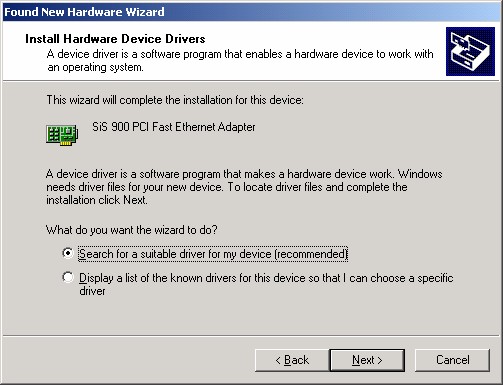 Found New Hardware Wizard
Install Hardware Device Drivers
A device driver is a software program that enables a hardware device to work with
an operating system.
This wizard will complete the installation for this device:
SiS 900 PCI Fast Ethernet Adapter
A device driver is a software program that makes a hardware device work. Windows
needs driver files for your new device. To locate driver files and complete the
installation click Next.
What do you want the wizard to do?
Search for a suitable driver for my device (recommended)
Display a list of the known drivers for this device so that I can choose a specific
driver
< Back
Next >
Cancel